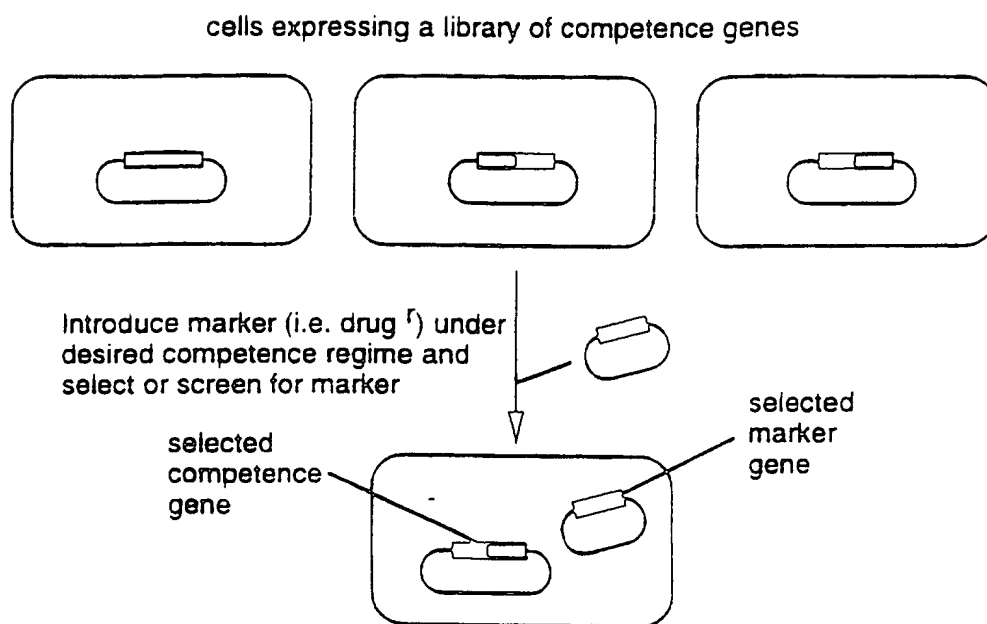 cells expressing a library of competence genes
Introduce marker (i.e. drug r) under
desired competence regime and
select or screen for marker
selected
marker
gene
selected
competence
gene